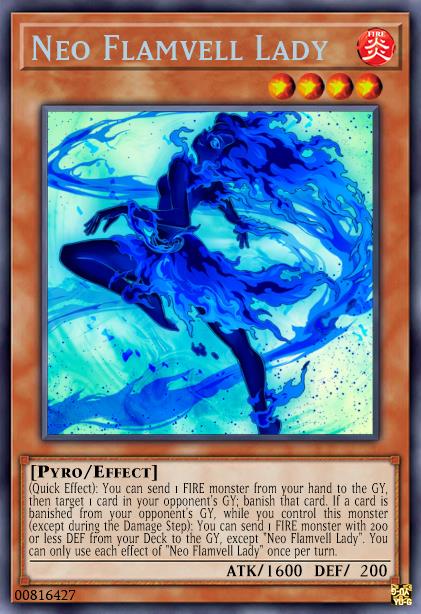 NEO FLAMVELL LADY
FIRE
炎
[PYRO/EFFECT]
(Quick Effect): You can send 1 FIRE monster from your hand to the GY,
then target 1 card in your opponent's GY; banish that card. If a card is
banished from your opponent's GY, while you control this monster
(except during the Damage Step): You can send 1 FIRE monster with 200
or less DEF from your Deck to the GY, except "Neo Flamvell Lady". You
can only use each effect of "Neo Flamvell Lady" once per turn.
ATK/1600 DEF/ 200
00816427